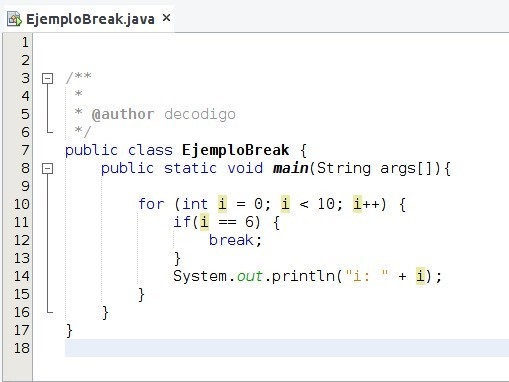 EjemploBreak.java ×
1
2
3 /**
4  *
5  * @author decodigo
6  */
7 public class EjemploBreak {
8     public static void main(String args[]){
9
10         for (int i = 0; i < 10; i++) {
11             if(i == 6) {
12                 break;
13             }
14             System.out.println("i: " + i);
15         }
16     }
17 }
18